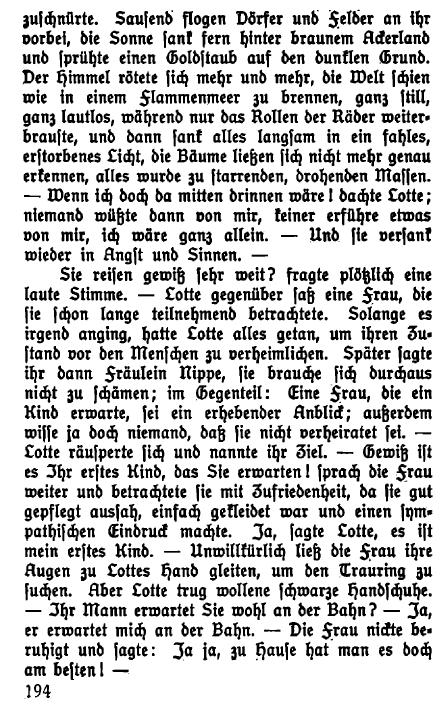 zuschnürte. Sausend flogen Dörfer und Felder an ihr
vorbei, die Sonne sank fern hinter braunem Ackerland
und sprühte einen Goldstaub auf den dunklen Grund.
Der Himmel rötete sich mehr und mehr, die Welt schien
wie in einem Flammenmeer zu brennen, ganz still,
ganz lautlos, während nur das Rollen der Räder weiter-
brauste, und dann sank alles langsam in ein fahles,
erstorbenes Licht, die Bäume ließen sich nicht mehr genau
erkennen, alles wurde zu starrenden, drohenden Massen.
— Wenn ich doch da mitten drinnen wäre! dachte Lotte;
niemand wüßte dann von mir, keiner erführe etwas
von mir, ich wäre ganz allein. — Und sie versank
wieder in Angst und Sinnen. —
Sie reisen gewiß sehr weit? fragte plötzlich eine
laute Stimme. — Lotte gegenüber saß eine Frau, die
sie schon lange teilnehmend betrachtete. Solange es
irgend anging, hatte Lotte alles getan, um ihren Zu-
stand vor den Menschen zu verheimlichen. Später sagte
ihr dann Fräulein Nippe, sie brauche sich durchaus
nicht zu schämen; im Gegenteil: Eine Frau, die ein
Kind erwarte, sei ein erhebender Anblick; außerdem
wisse ja doch niemand, daß sie nicht verheiratet sei. —
Lotte räusperte sich und nannte ihr Ziel. — Gewiß ist
es Ihr erstes Kind, das Sie erwarten! sprach die Frau
weiter und betrachtete sie mit Zufriedenheit, da sie gut
gepflegt aussah, einfach gekleidet war und einen sym-
pathischen Eindruck machte. Ja, sagte Lotte, es ist
mein erstes Kind. — Unwillkürlich ließ die Frau ihre
Augen zu Lottes Hand gleiten, um den Trauring zu
suchen. Aber Lotte trug wollene schwarze Handschuhe.
— Ihr Mann erwartet Sie wohl an der Bahn? — Ja,
er erwartet mich an der Bahn. — Die Frau nickte be-
ruhigt und sagte: Ja ja, zu Hause hat man es doch
am besten! —
194